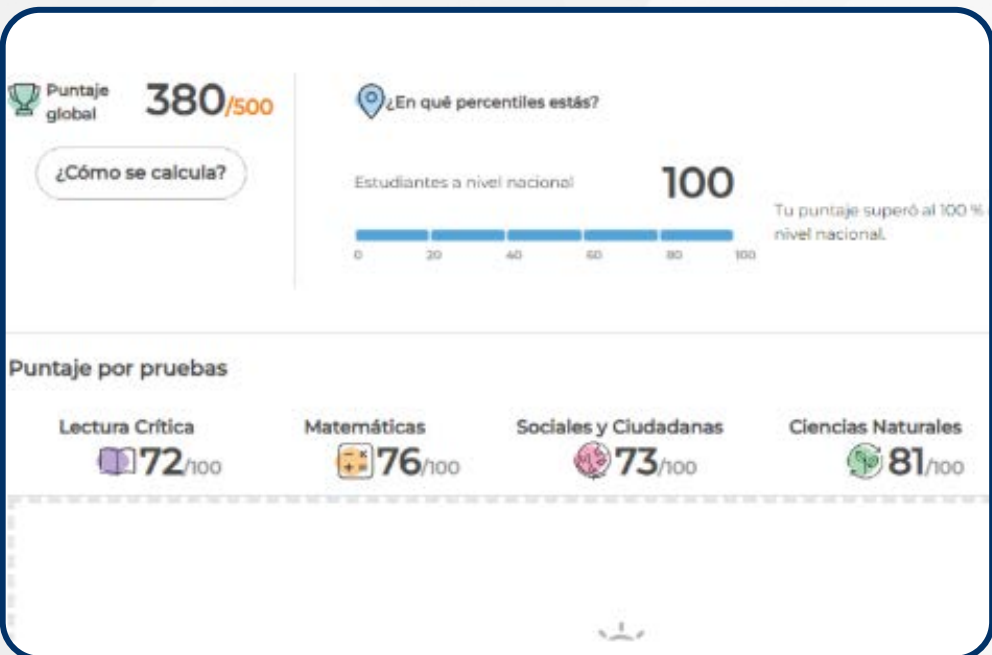 Puntaje
global
380/500
¿Cómo se calcula?
¿En qué percentiles estás?
Estudiantes a nivel nacional
100
0 20 40 60 80 100
Tu puntaje superó al 100 %
nivel nacional.
Puntaje por pruebas
Lectura Crítica
72/100
Matemáticas
76/100
Sociales y Ciudadanas
73/100
Ciencias Naturales
81/100